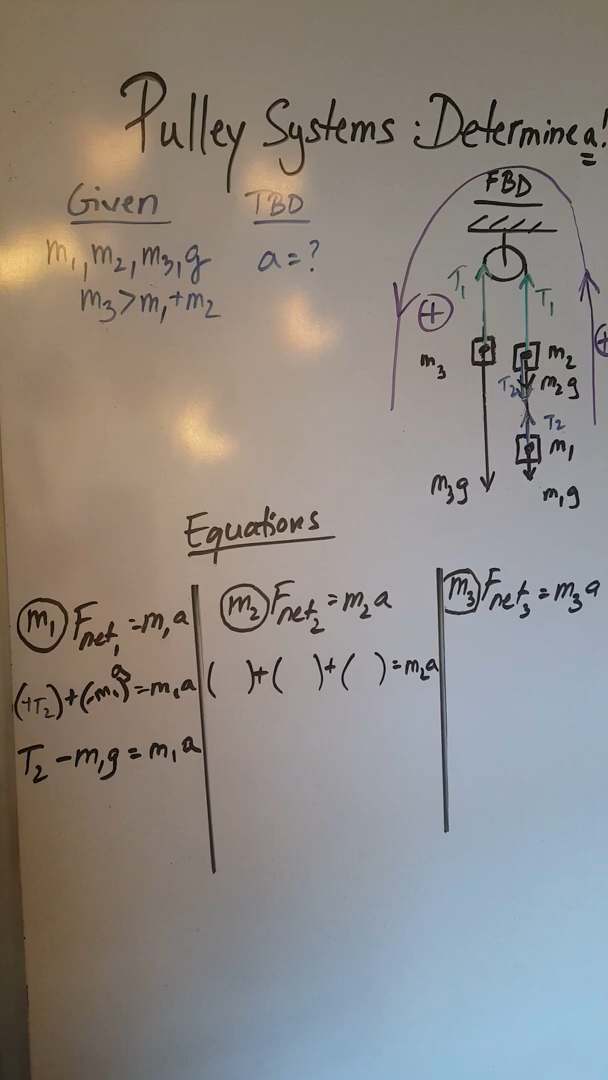 Pulley Systems : Determine a!
Given
TBD
m₁, m₂, m₃, g
a = ?
m₃ > m₁ + m₂
FBD
T₁
T₁
+
+
m₃
m₂
T₂
m₂g
T₂
m₁
m₃g
m₁g
Equations
m₁ Fnet₁ = m₁a
(+T₂) + (-m₁g) = m₁a
T₂ - m₁g = m₁a
m₂ Fnet₂ = m₂a
( ) + ( ) + ( ) = m₂a
m₃ Fnet₃ = m₃a